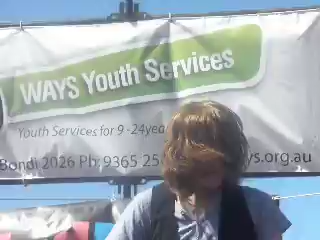 WAYS Youth Services
Youth Services for 9-24yea
Bondi 2026 Ph: 9365 25
ys.org.au